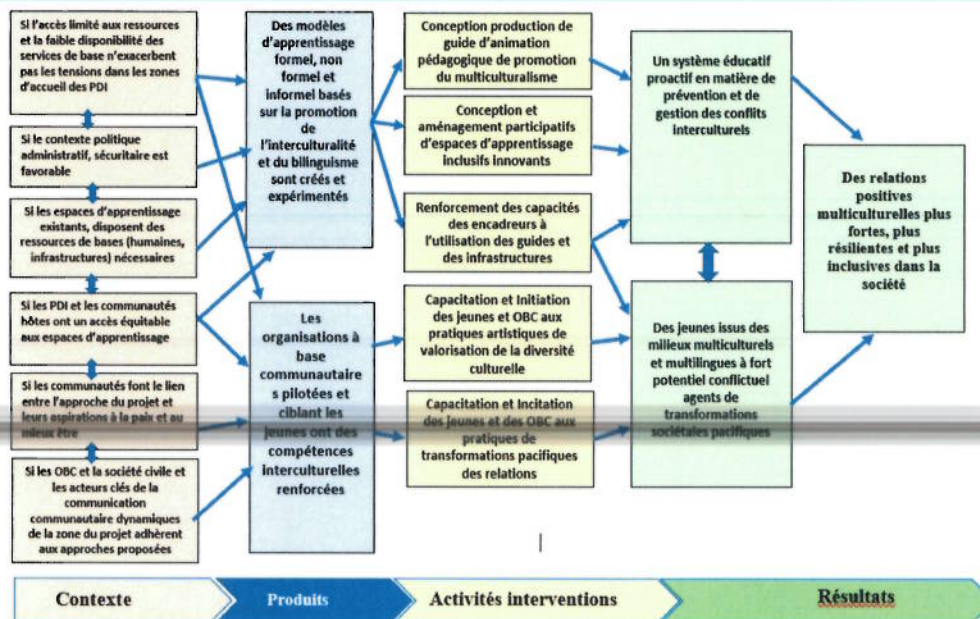 Si l'accès limité aux ressources
et la faible disponibilité des
services de base n'exacerbent
pas les tensions dans les zones
d'accueil des PDI
Si le contexte politique
administratif, sécuritaire est
favorable
Si les espaces d'apprentissage
existants, disposent des
ressources de bases (humaines,
infrastructures) nécessaires
Si les PDI et les communautés
hôtes ont un accès équitable
aux espaces d'apprentissage
Si les communautés font le lien
entre l'approche du projet et
leurs aspirations à la paix et au
mieux être
Si les OBC et la société civile et
les acteurs clés de la
communication
communautaire dynamiques
de la zone du projet adhèrent
aux approches proposées
Des modèles
d'apprentissage
formel, non
formel et
informel basés
sur la promotion
de
l'interculturalité
et du bilinguisme
sont créés et
expérimentés
Les
organisations à
base
communautaire
s pilotées et
ciblant les
jeunes ont des
compétences
interculturelles
renforcées
Conception production de
guide d'animation
pédagogique de promotion
du multiculturalisme
Conception et
aménagement participatifs
d'espaces d'apprentissage
inclusifs innovants
Renforcement des capacités
des encadreurs à
l'utilisation des guides et
des infrastructures
Capacitation et Initiation
des jeunes et OBC aux
pratiques artistiques de
valorisation de la diversité
culturelle
Capacitation et Incitation
des jeunes et des OBC aux
pratiques de
transformations pacifiques
des relations
Un système éducatif
proactif en matière de
prévention et de
gestion des conflits
interculturels
Des jeunes issus des
milieux multiculturels et
multilingues à fort
potentiel conflictuel
agents de
transformations
sociétales pacifiques
Des relations
positives
multiculturelles plus
fortes, plus
résilientes et plus
inclusives dans la
société
Contexte
Produits
Activités interventions
Résultats